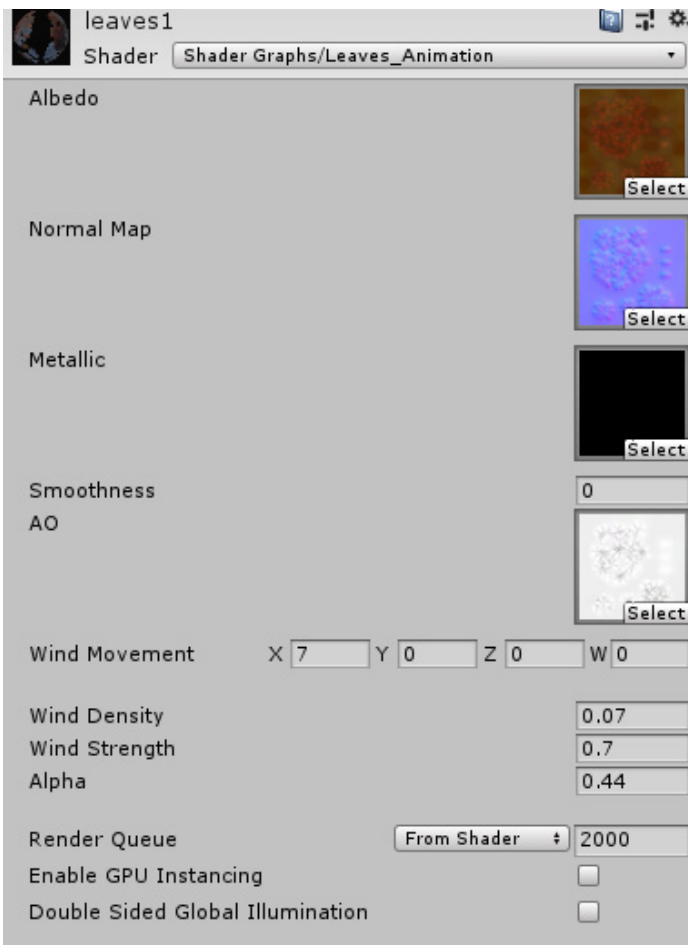 leaves1
Shader Shader Graphs/Leaves_Animation
Albedo
Select
Normal Map
Select
Metallic
Select
Smoothness 0
AO
Select
Wind Movement X 7 Y 0 Z 0 W 0
Wind Density 0.07
Wind Strength 0.7
Alpha 0.44
Render Queue From Shader 2000
Enable GPU Instancing
Double Sided Global Illumination